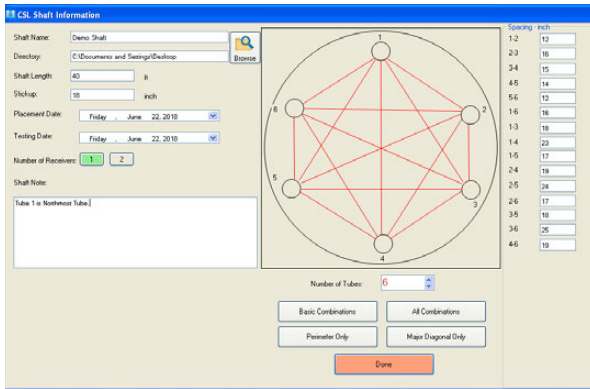 CSL Shaft Information
Shaft Name: Demo Shaft
Directory: C:\Documents and Settings\Desktop
Browse
Shaft Length: 40 ft
Stickup: 18 inch
Placement Date: Friday , June 22, 2018
Testing Date: Friday , June 22, 2018
Number of Receivers: 1 2
Shaft Note:
Tube 1 is Northmost Tube.
1
2
3
4
5
6
Number of Tubes: 6
Basic Combinations All Combinations
Perimeter Only Major Diagonal Only
Done
Spacing - inch
1-2 12
2-3 16
3-4 15
4-5 14
5-6 12
1-6 16
1-3 18
1-4 23
1-5 17
2-4 19
2-5 24
2-6 17
3-5 18
3-6 25
4-6 19